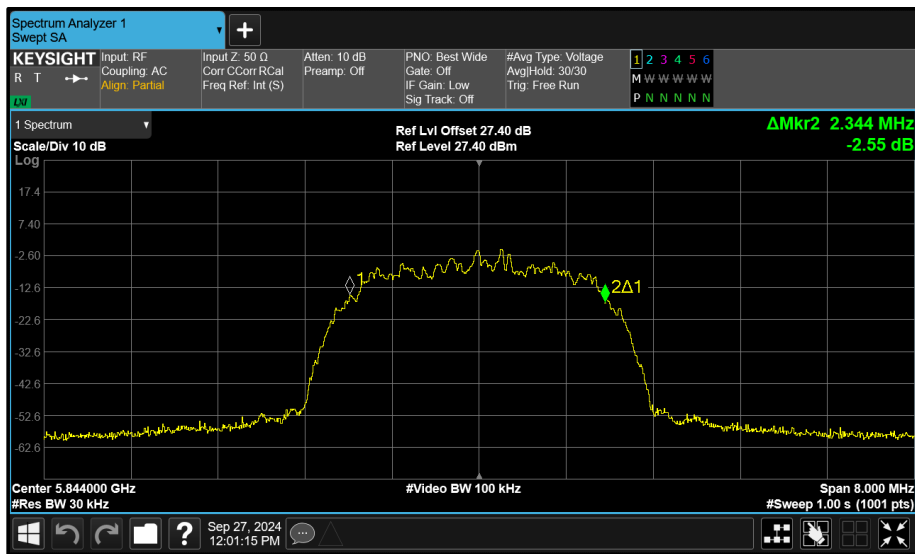 Spectrum Analyzer 1
Swept SA
KEYSIGHT
R T
LXI
Input: RF
Coupling: AC
Align: Partial
Input Z: 50 Ω
Corr CCorr RCal
Freq Ref: Int (S)
Atten: 10 dB
Preamp: Off
PNO: Best Wide
Gate: Off
IF Gain: Low
Sig Track: Off
#Avg Type: Voltage
Avg|Hold: 30/30
Trig: Free Run
1 2 3 4 5 6
M W W W W W
P N N N N N
1 Spectrum
Scale/Div 10 dB
Ref Lvl Offset 27.40 dB
Ref Level 27.40 dBm
ΔMkr2 2.344 MHz
-2.55 dB
Log
17.4
7.40
-2.60
-12.6
-22.6
-32.6
-42.6
-52.6
-62.6
1
2Δ1
Center 5.844000 GHz
#Video BW 100 kHz
Span 8.000 MHz
#Res BW 30 kHz
#Sweep 1.00 s (1001 pts)
?
Sep 27, 2024
12:01:15 PM